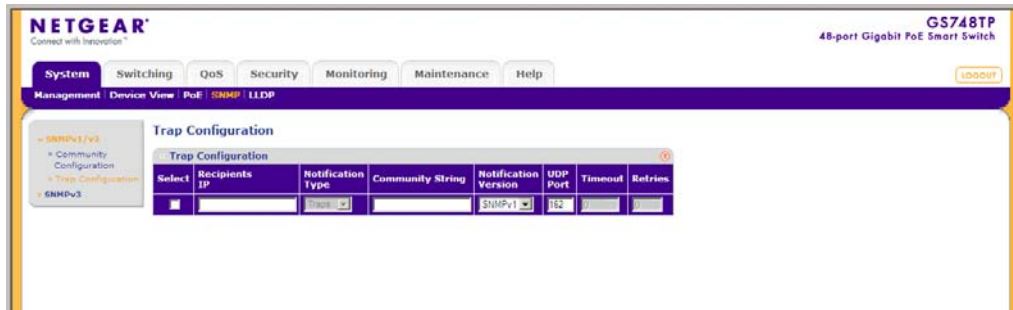 NETGEAR®
Connect with Innovation™
GS748TP
48-port Gigabit PoE Smart Switch
System Switching QoS Security Monitoring Maintenance Help
LOGOUT
Management Device View PoE SNMP LLDP
SNMPv1/v2
Community
Configuration
Trap Configuration
SNMPv3
Trap Configuration
Trap Configuration
Select Recipients IP Notification Type Community String Notification Version UDP Port Timeout Retries
Traps SNMPv1 162